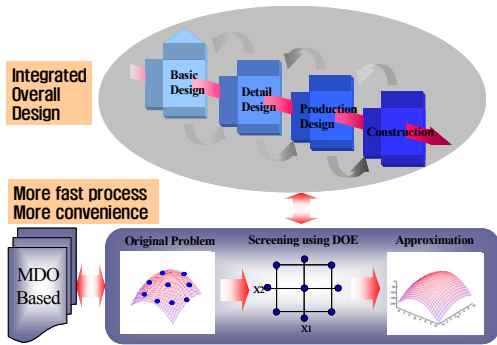 Integrated
Overall
Design
Basic
Design
Detail
Design
Production
Design
Construction
More fast process
More convenience
MDO
Based
Original Problem
Screening using DOE
Approximation
X2
X1